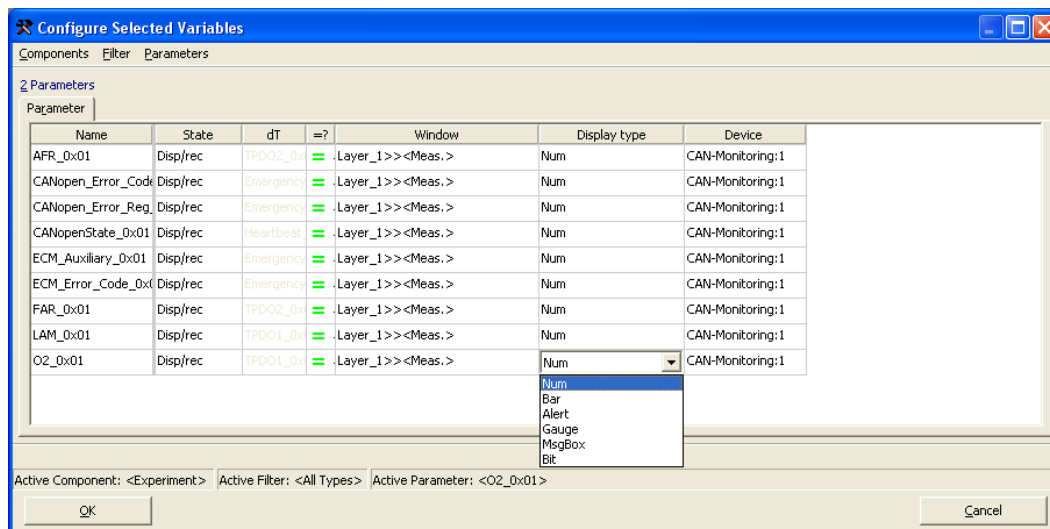 Configure Selected Variables
Components Filter Parameters
2 Parameters
Parameter
Name State dT =? Window Display type Device
AFR_0x01 Disp/rec TPDO2_0x .Layer_1>><Meas.> Num CAN-Monitoring:1
CANopen_Error_Code Disp/rec Emergency .Layer_1>><Meas.> Num CAN-Monitoring:1
CANopen_Error_Reg_ Disp/rec Emergency .Layer_1>><Meas.> Num CAN-Monitoring:1
CANopenState_0x01 Disp/rec Heartbeat_ .Layer_1>><Meas.> Num CAN-Monitoring:1
ECM_Auxiliary_0x01 Disp/rec Emergency .Layer_1>><Meas.> Num CAN-Monitoring:1
ECM_Error_Code_0x0 Disp/rec Emergency .Layer_1>><Meas.> Num CAN-Monitoring:1
FAR_0x01 Disp/rec TPDO2_0x .Layer_1>><Meas.> Num CAN-Monitoring:1
LAM_0x01 Disp/rec TPDO1_0x .Layer_1>><Meas.> Num CAN-Monitoring:1
O2_0x01 Disp/rec TPDO1_0x .Layer_1>><Meas.> Num CAN-Monitoring:1
Num
Bar
Alert
Gauge
MsgBox
Bit
Active Component: <Experiment> Active Filter: <All Types> Active Parameter: <O2_0x01>
OK Cancel